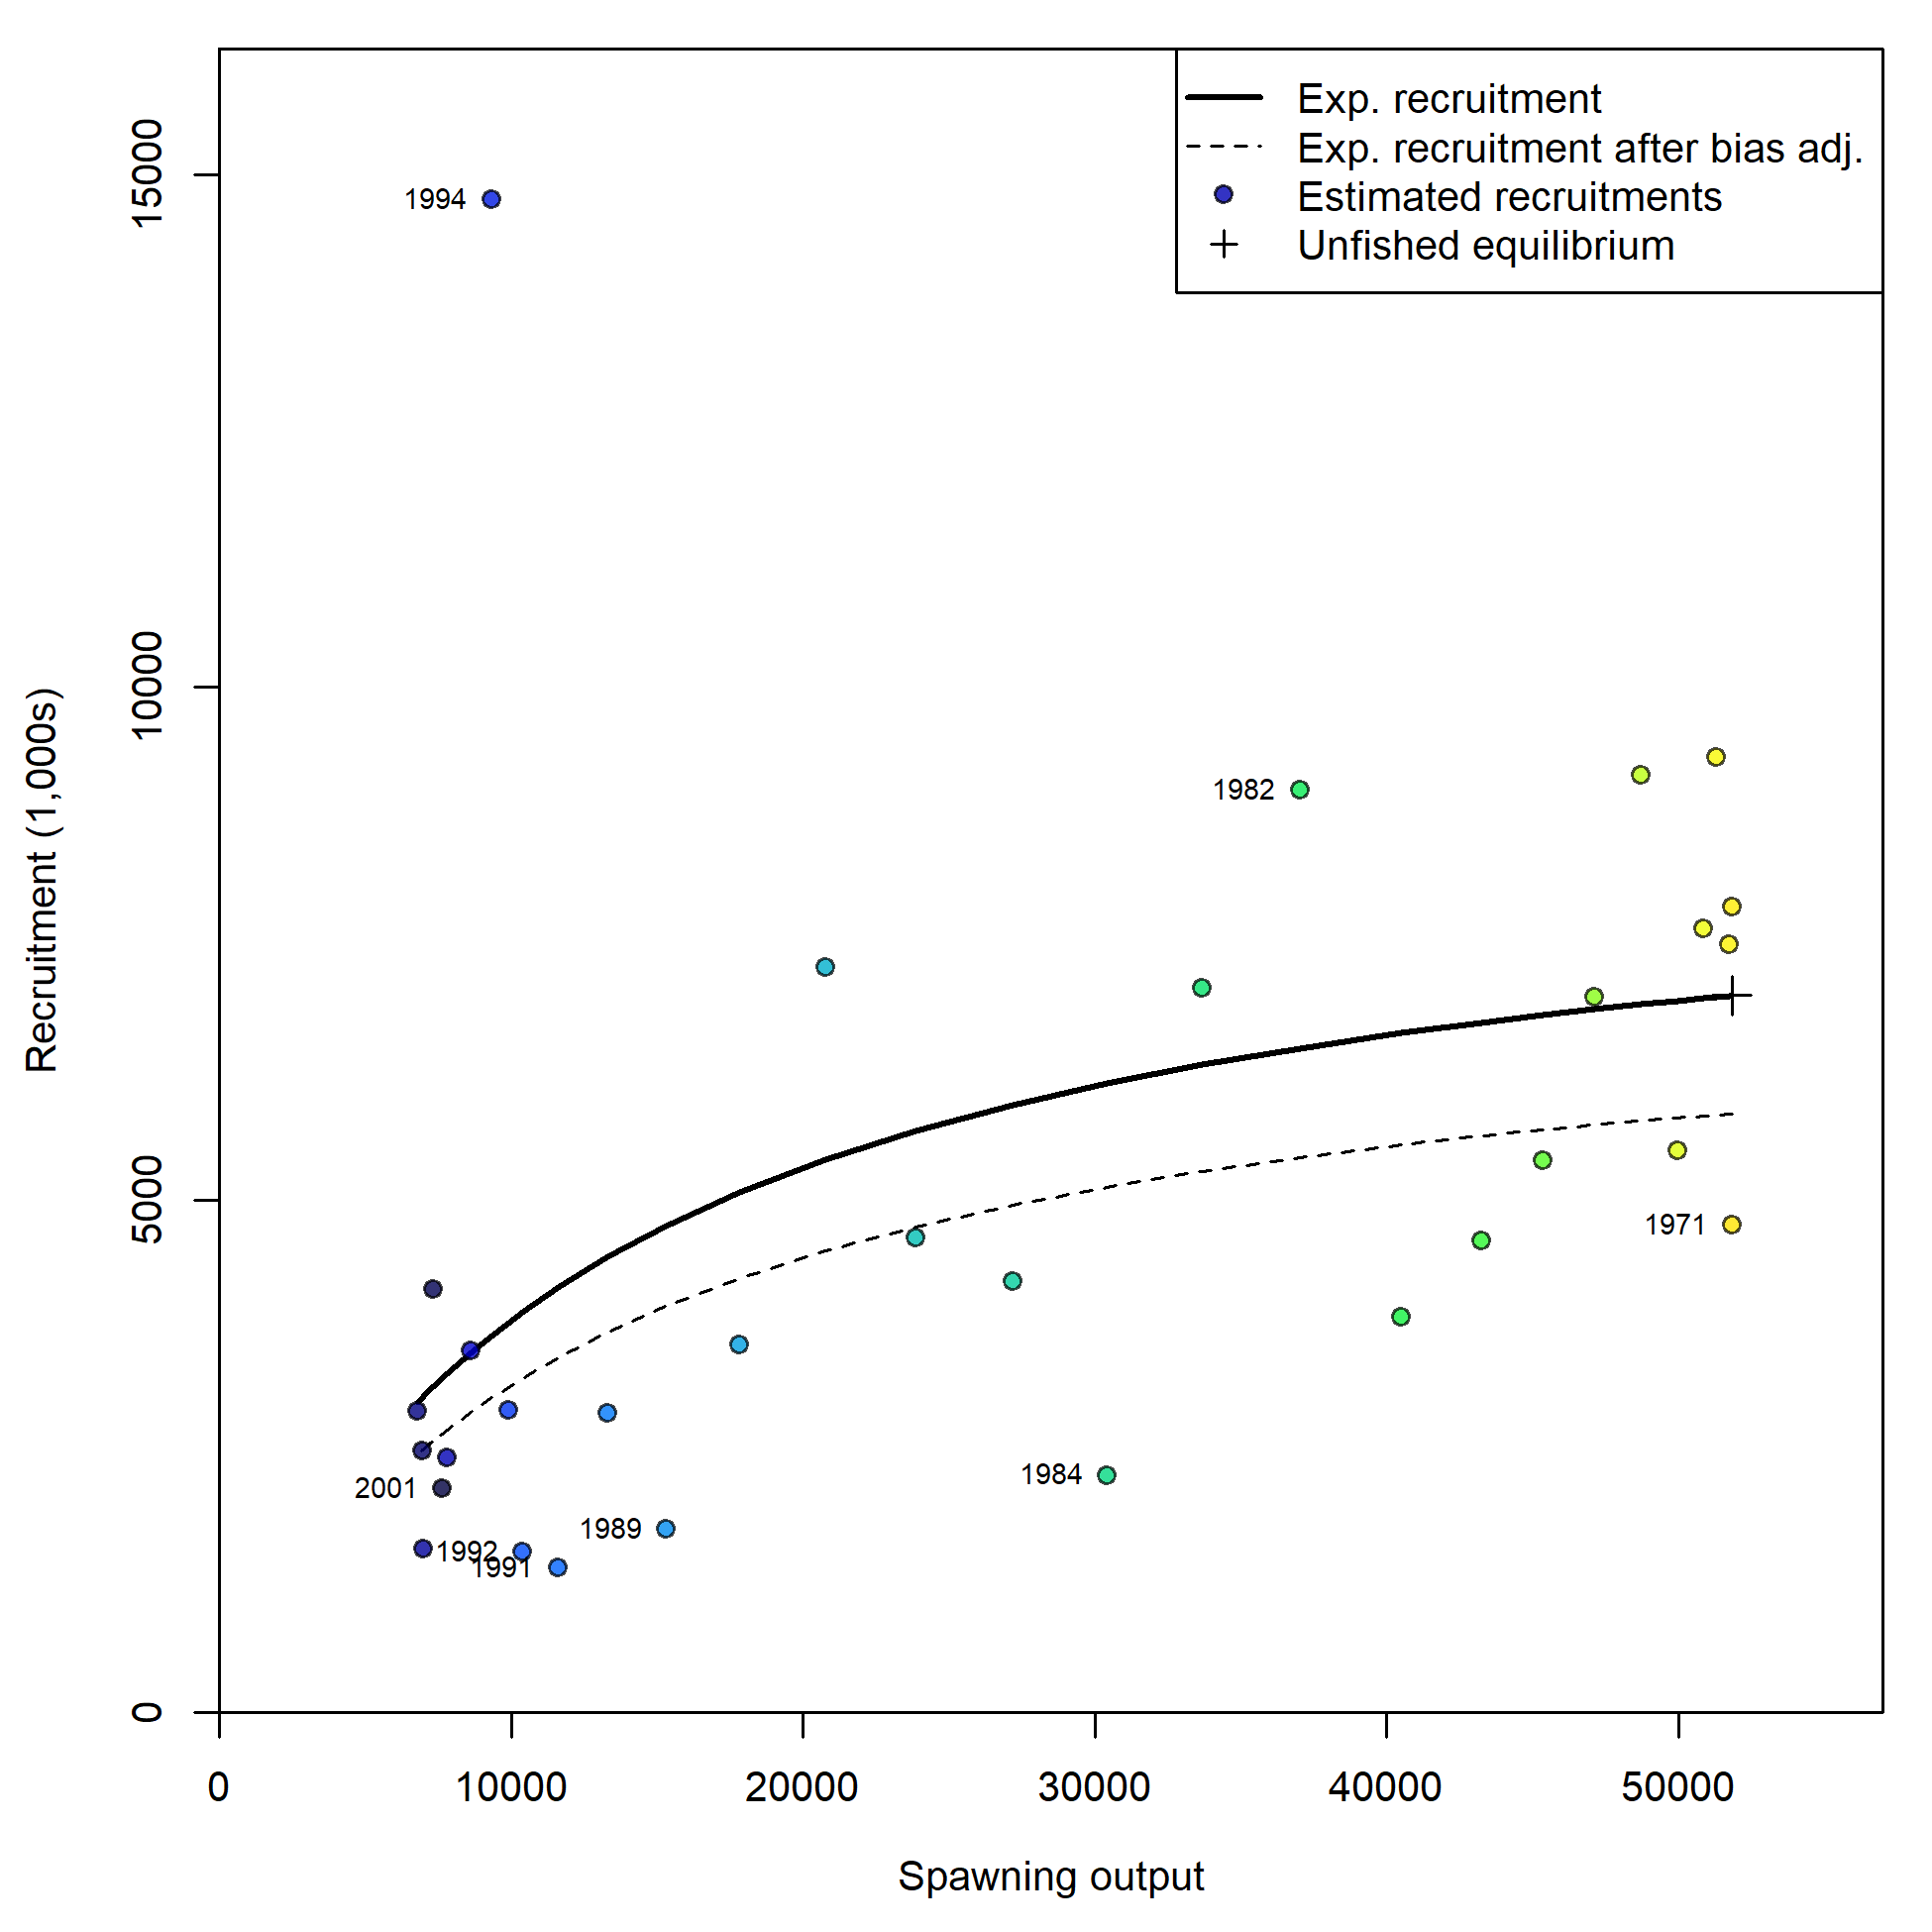 Exp. recruitment
Exp. recruitment after bias adj.
Estimated recruitments
Unfished equilibrium
15000
10000
5000
0
Recruitment (1,000s)
1994
1982
1971
1984
2001
1989
1992
1991
0 10000 20000 30000 40000 50000
Spawning output